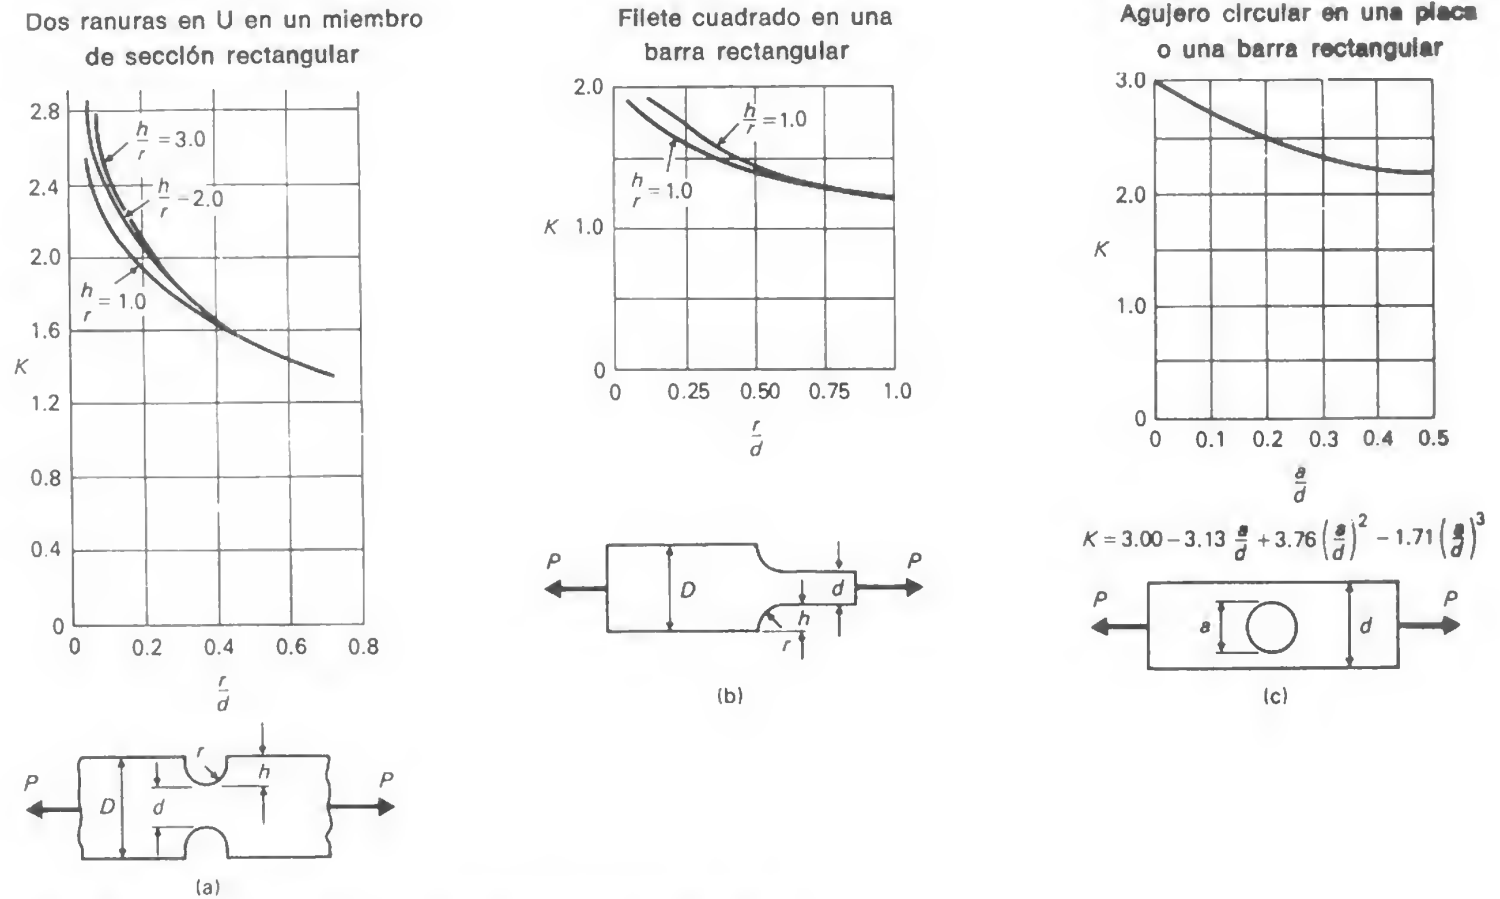 Dos ranuras en U en un miembro
de sección rectangular
2.8
2.4
2.0
1.6
K
1.2
0.8
0.4
0
0 0.2 0.4 0.6 0.8
h/r = 3.0
h/r - 2.0
h/r = 1.0
r/d
P
D
d
r
h
P
(a)
Filete cuadrado en una
barra rectangular
2.0
K 1.0
0
0 0.25 0.50 0.75 1.0
h/r = 1.0
h/r = 1.0
r/d
P
D
d
h
r
P
(b)
Agujero circular en una placa
o una barra rectangular
3.0
2.0
K
1.0
0
0 0.1 0.2 0.3 0.4 0.5
a/d
K = 3.00 - 3.13 a/d + 3.76 (a/d)² - 1.71 (a/d)³
P
a
d
P
(c)